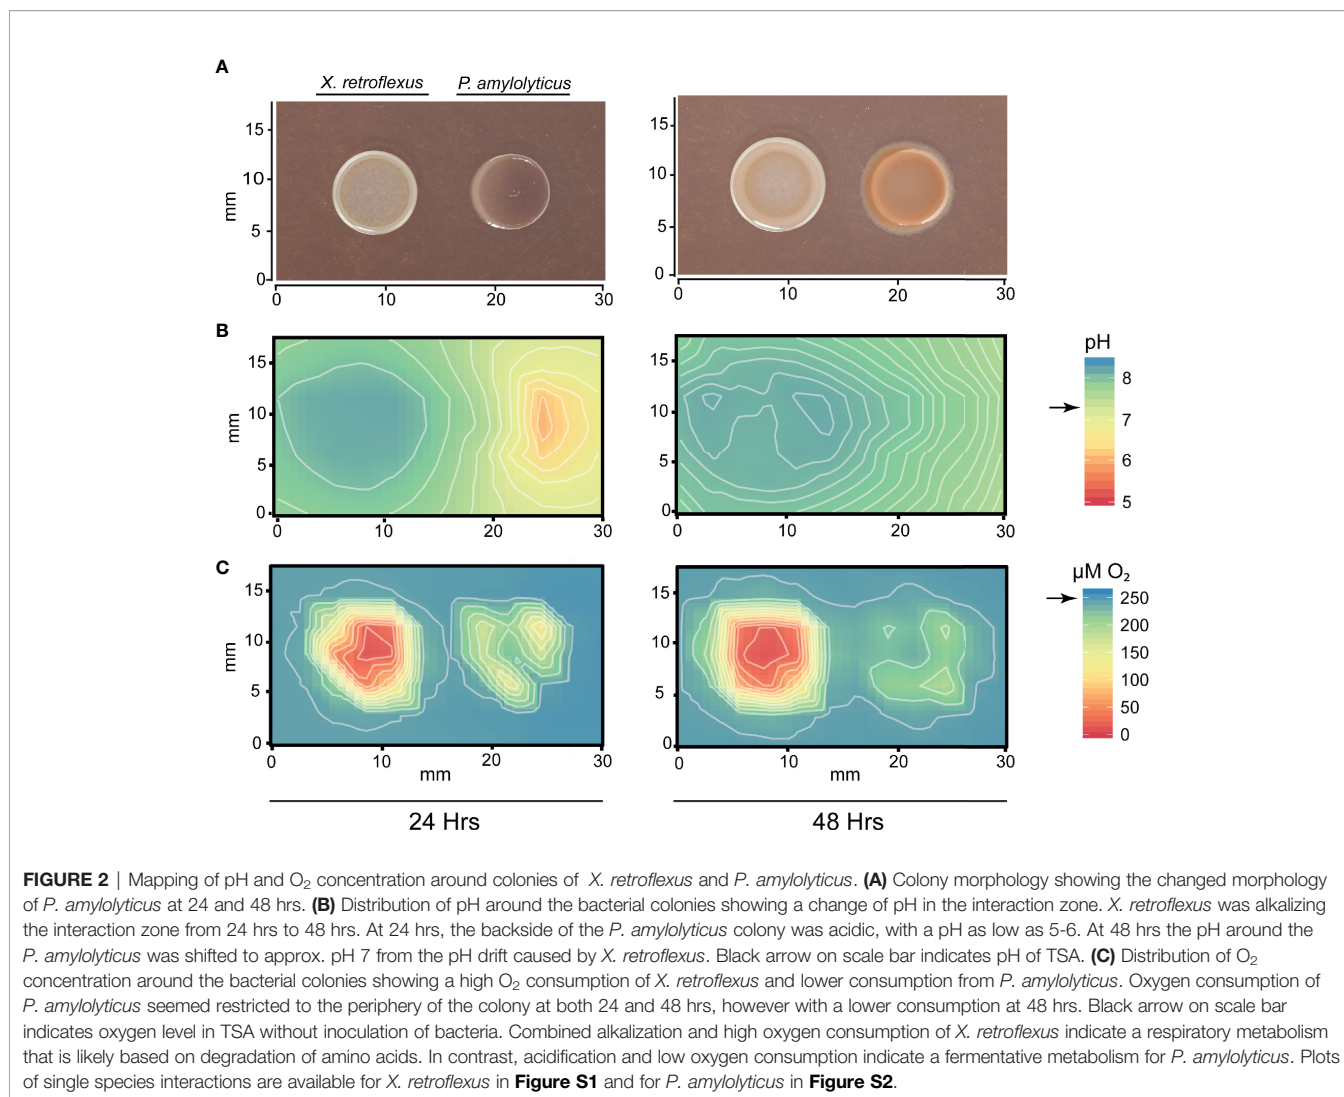 A
X. retroflexus P. amylolyticus
15
10
5
0
mm
0 10 20 30
15
10
5
0
0 10 20 30
B
15
10
5
0
mm
0 10 20 30
15
10
5
0
0 10 20 30
pH
8
7
6
5
C
15
10
5
0
mm
0 10 20 30
mm
15
10
5
0
0 10 20 30
mm
µM O₂
250
200
150
100
50
0
24 Hrs
48 Hrs
FIGURE 2 | Mapping of pH and O₂ concentration around colonies of X. retroflexus and P. amylolyticus. (A) Colony morphology showing the changed morphology
of P. amylolyticus at 24 and 48 hrs. (B) Distribution of pH around the bacterial colonies showing a change of pH in the interaction zone. X. retroflexus was alkalizing
the interaction zone from 24 hrs to 48 hrs. At 24 hrs, the backside of the P. amylolyticus colony was acidic, with a pH as low as 5-6. At 48 hrs the pH around the
P. amylolyticus was shifted to approx. pH 7 from the pH drift caused by X. retroflexus. Black arrow on scale bar indicates pH of TSA. (C) Distribution of O₂
concentration around the bacterial colonies showing a high O₂ consumption of X. retroflexus and lower consumption from P. amylolyticus. Oxygen consumption of
P. amylolyticus seemed restricted to the periphery of the colony at both 24 and 48 hrs, however with a lower consumption at 48 hrs. Black arrow on scale bar
indicates oxygen level in TSA without inoculation of bacteria. Combined alkalization and high oxygen consumption of X. retroflexus indicate a respiratory metabolism
that is likely based on degradation of amino acids. In contrast, acidification and low oxygen consumption indicate a fermentative metabolism for P. amylolyticus. Plots
of single species interactions are available for X. retroflexus in Figure S1 and for P. amylolyticus in Figure S2.